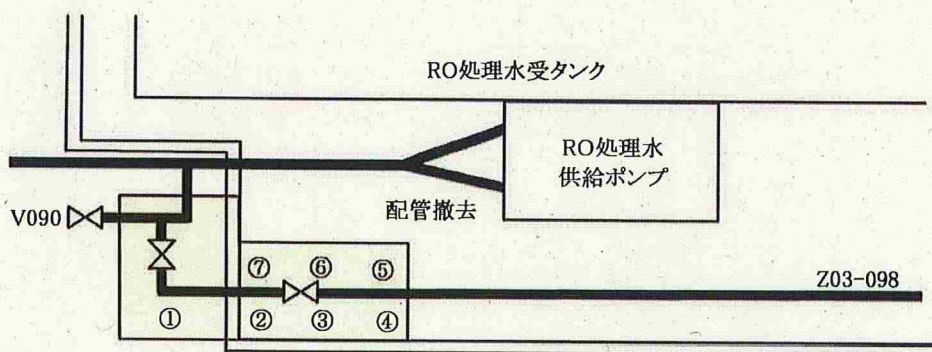 RO処理水受タンク
RO処理水
供給ポンプ
配管撤去
V090
Z03-098
⑦ ⑥ ⑤
① ② ③ ④